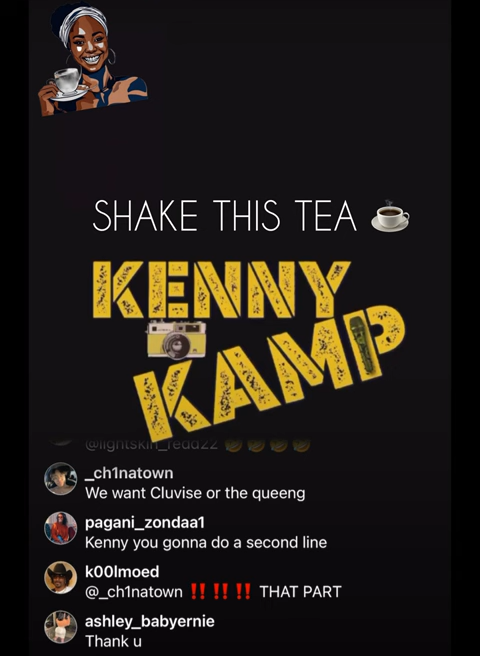 SHAKE THIS TEA ☕
KENNY
KAMP
@lightskin_redd22
_ch1natown
We want Cluvise or the queeng
pagani_zondaa1
Kenny you gonna do a second line
k00lmoed
@_ch1natown ‼️‼️‼️ THAT PART
ashley_babyernie
Thank u